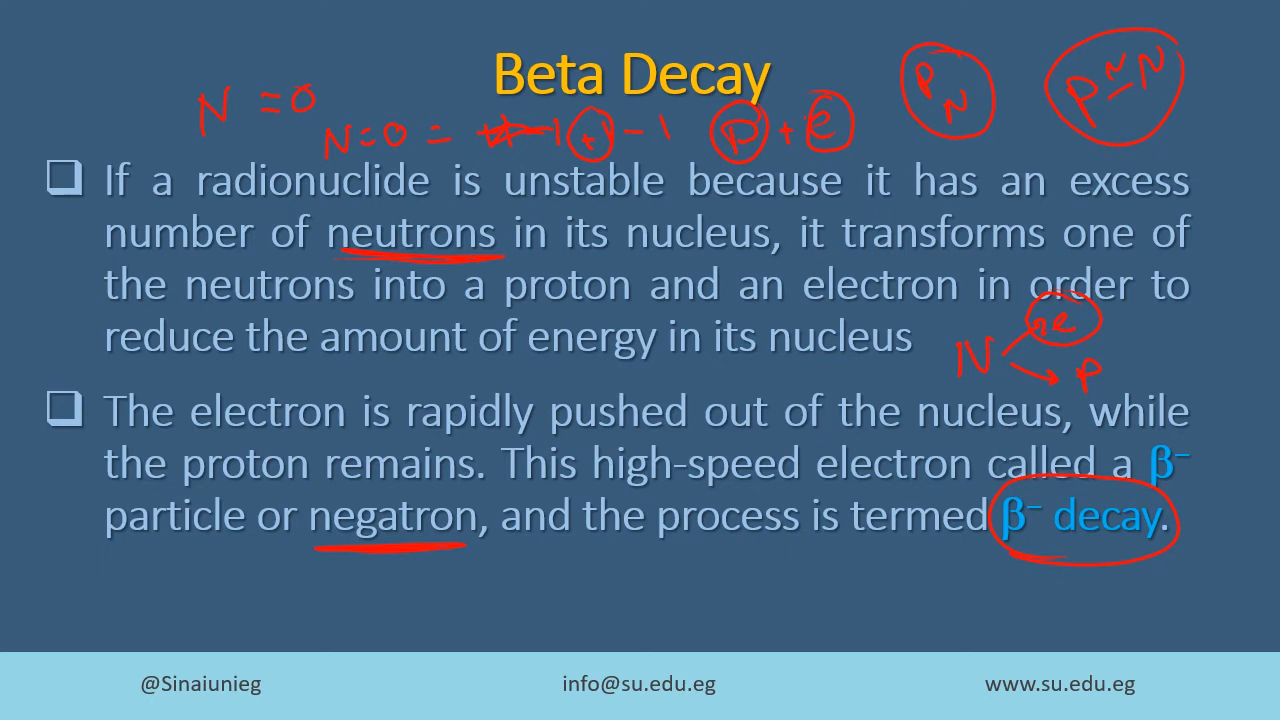 Beta Decay
P
N
P N N
N = 0
N=0 = +1 -1 P + e
❑ If a radionuclide is unstable because it has an excess
number of neutrons in its nucleus, it transforms one of
the neutrons into a proton and an electron in order to
reduce the amount of energy in its nucleus
e
N
P
❑ The electron is rapidly pushed out of the nucleus, while
the proton remains. This high-speed electron called a β⁻
particle or negatron, and the process is termed β⁻ decay.
@Sinaiunieg info@su.edu.eg www.su.edu.eg